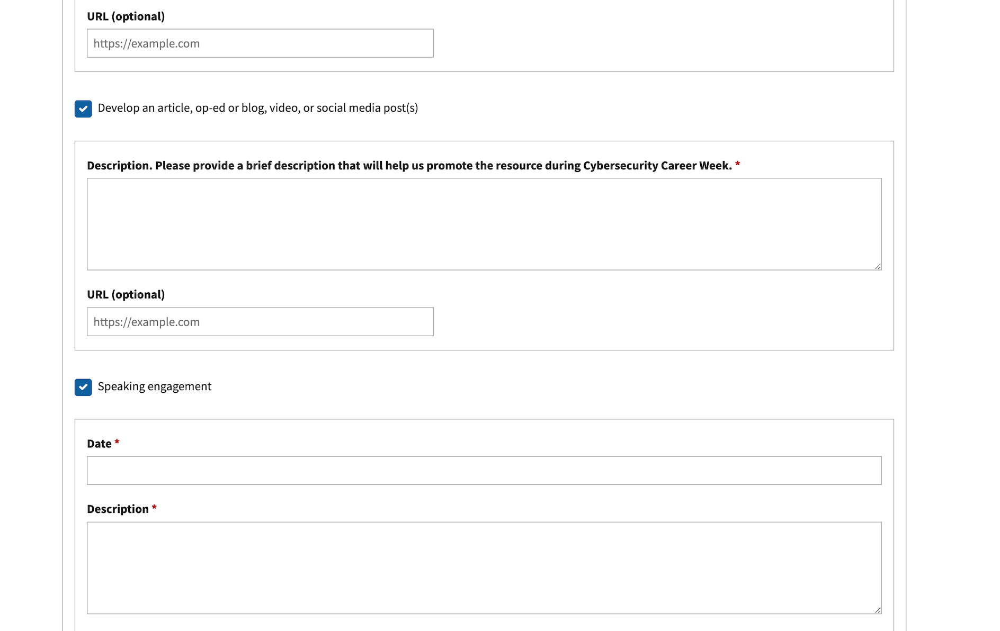 URL (optional)
https://example.com
Develop an article, op-ed or blog, video, or social media post(s)
Description. Please provide a brief description that will help us promote the resource during Cybersecurity Career Week. *
URL (optional)
https://example.com
Speaking engagement
Date *
Description *